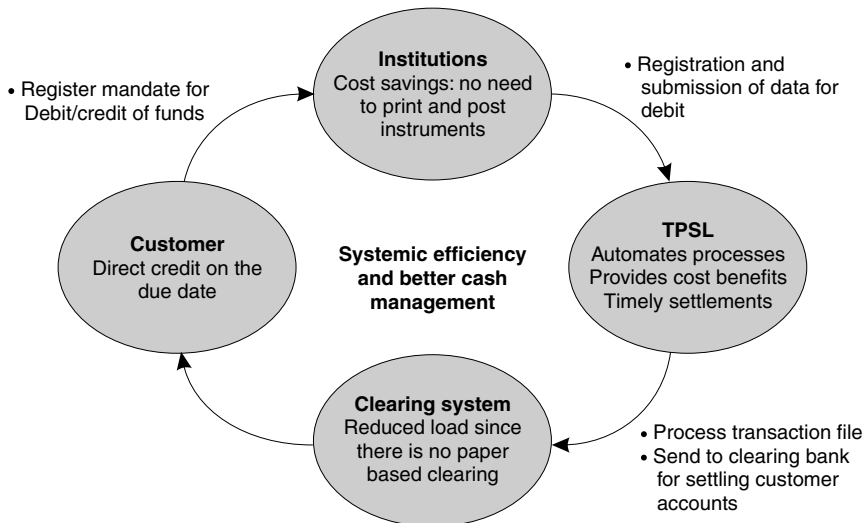 Institutions
Cost savings: no need
to print and post
instruments
• Register mandate for
Debit/credit of funds
• Registration and
submission of data for
debit
Customer
Direct credit on the
due date
Systemic efficiency
and better cash
management
TPSL
Automates processes
Provides cost benefits
Timely settlements
Clearing system
Reduced load since
there is no paper
based clearing
• Process transaction file
• Send to clearing bank
for settling customer
accounts